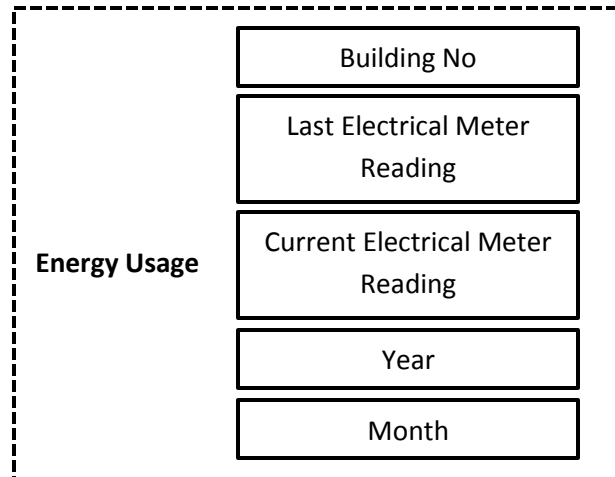 Building No
Last Electrical Meter
Reading
Energy Usage
Current Electrical Meter
Reading
Year
Month